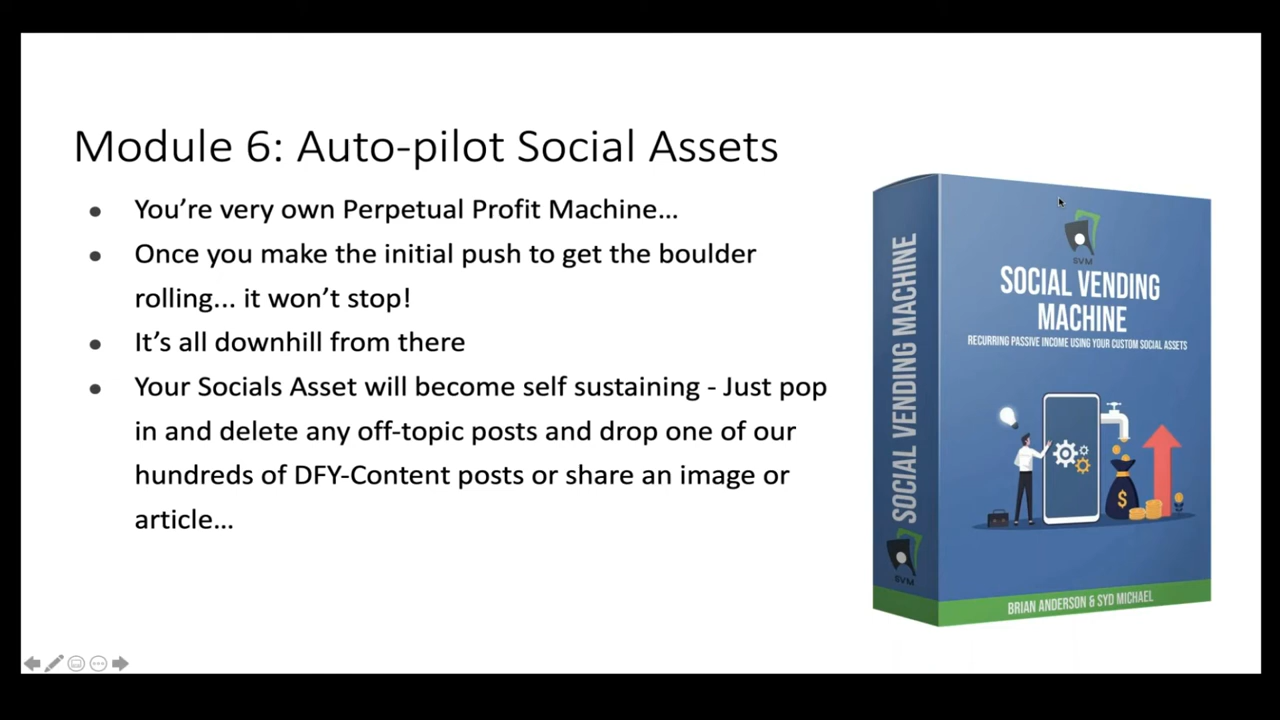 Module 6: Auto-pilot Social Assets
● You’re very own Perpetual Profit Machine...
● Once you make the initial push to get the boulder
rolling... it won’t stop!
● It’s all downhill from there
● Your Socials Asset will become self sustaining - Just pop
in and delete any off-topic posts and drop one of our
hundreds of DFY-Content posts or share an image or
article...
SOCIAL VENDING MACHINE
SVM
SVM
SOCIAL VENDING
MACHINE
RECURRING PASSIVE INCOME USING YOUR CUSTOM SOCIAL ASSETS
$
BRIAN ANDERSON & SYD MICHAEL